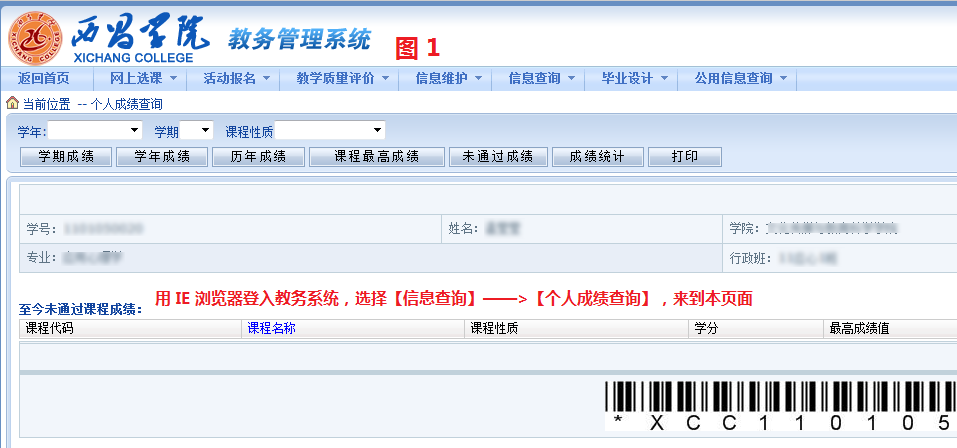 西昌学院
XICHANG COLLEGE
教务管理系统
图 1
返回首页 网上选课 活动报名 教学质量评价 信息维护 信息查询 毕业设计 公用信息查询
当前位置 -- 个人成绩查询
学年: 学期 课程性质
学期成绩 学年成绩 历年成绩 课程最高成绩 未通过成绩 成绩统计 打印
学号: 姓名: 学院:
专业: 行政班:
用 IE 浏览器登入教务系统，选择【信息查询】——>【个人成绩查询】，来到本页面
至今未通过课程成绩：
课程代码 课程名称 课程性质 学分 最高成绩值
* X C C 1 1 0 1 0 5